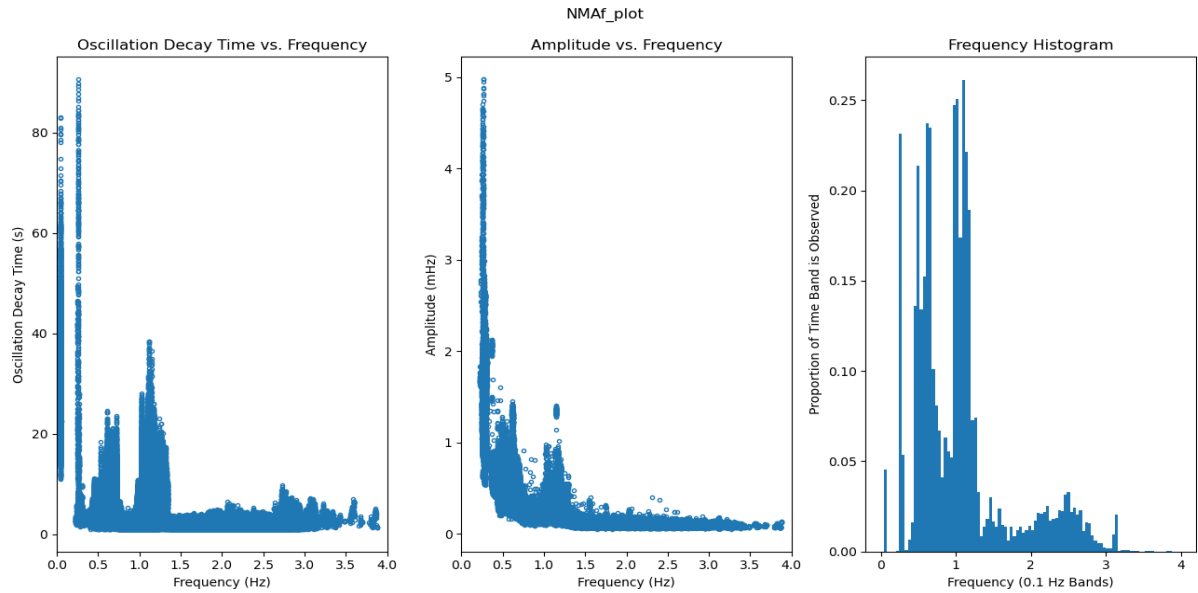 NMAf_plot
Oscillation Decay Time vs. Frequency
Oscillation Decay Time (s)
80
60
40
20
0
0.0 0.5 1.0 1.5 2.0 2.5 3.0 3.5 4.0
Frequency (Hz)
Amplitude vs. Frequency
Amplitude (mHz)
5
4
3
2
1
0
0.0 0.5 1.0 1.5 2.0 2.5 3.0 3.5 4.0
Frequency (Hz)
Frequency Histogram
Proportion of Time Band is Observed
0.25
0.20
0.15
0.10
0.05
0.00
0 1 2 3 4
Frequency (0.1 Hz Bands)